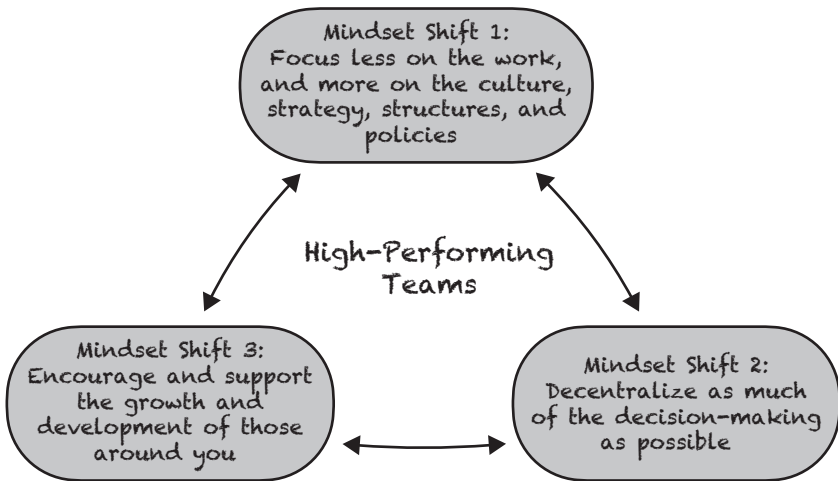 Mindset Shift 1:
Focus less on the work,
and more on the culture,
strategy, structures, and
policies
High-Performing
Teams
Mindset Shift 3:
Encourage and support
the growth and
development of those
around you
Mindset Shift 2:
Decentralize as much
of the decision-making
as possible